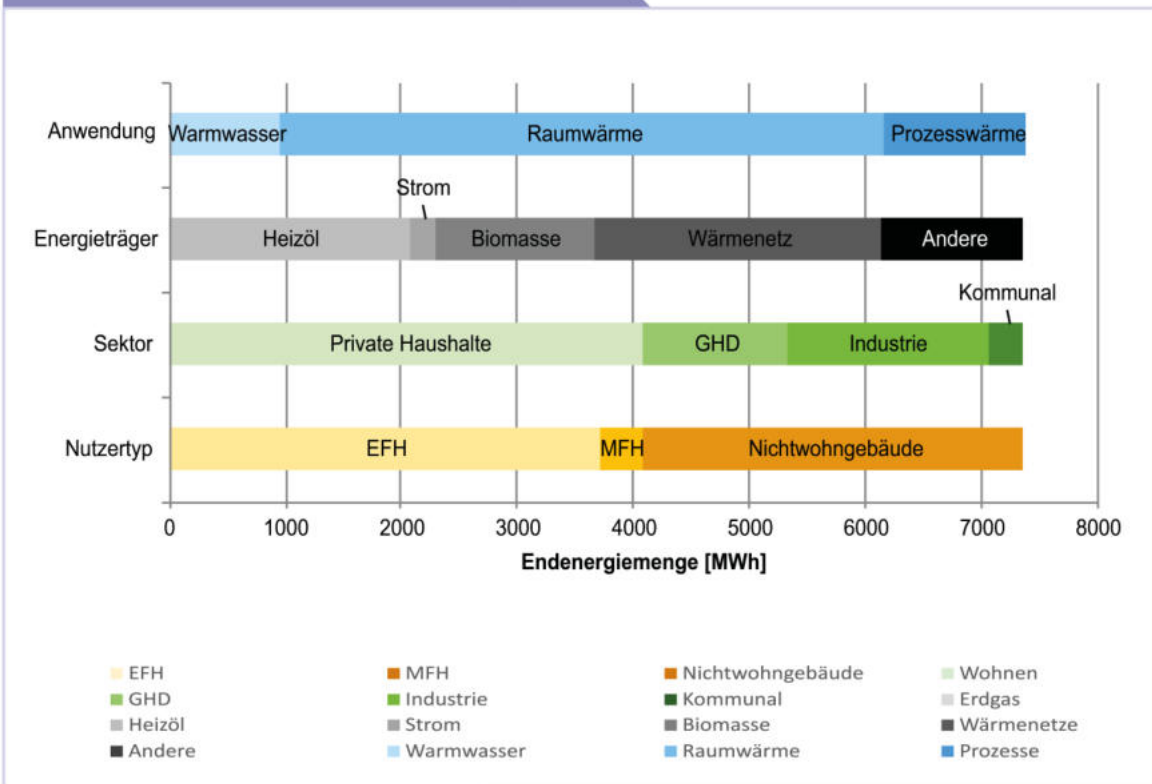 Anwendung Warmwasser Raumwärme Prozesswärme
Strom
Energieträger Heizöl Biomasse Wärmenetz Andere
Kommunal
Sektor Private Haushalte GHD Industrie
Nutzertyp EFH MFH Nichtwohngebäude
0 1000 2000 3000 4000 5000 6000 7000 8000
Endenergiemenge [MWh]
EFH MFH Nichtwohngebäude Wohnen
GHD Industrie Kommunal Erdgas
Heizöl Strom Biomasse Wärmenetze
Andere Warmwasser Raumwärme Prozesse